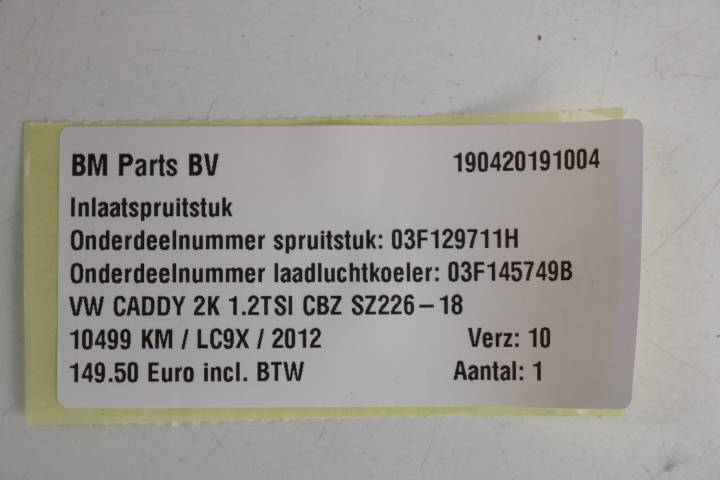 BM Parts BV 190420191004
Inlaatspruitstuk
Onderdeelnummer spruitstuk: 03F129711H
Onderdeelnummer laadluchtkoeler: 03F145749B
VW CADDY 2K 1.2TSI CBZ SZ226-18
10499 KM / LC9X / 2012 Verz: 10
149.50 Euro incl. BTW Aantal: 1